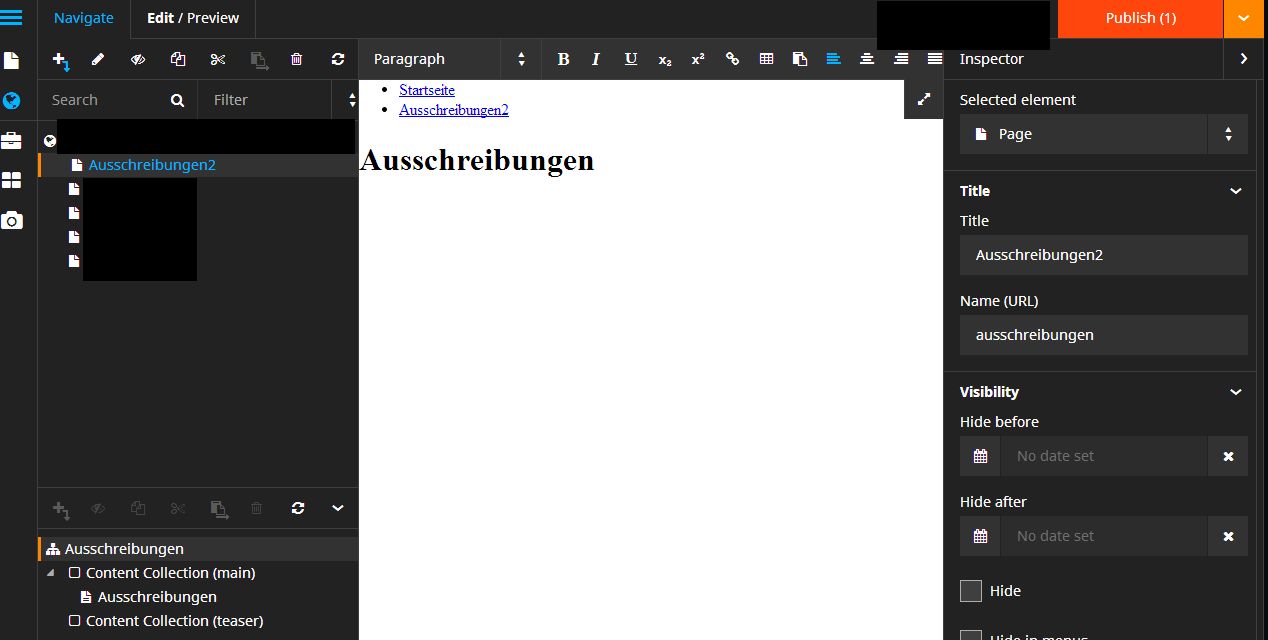 Navigate
Edit / Preview
Publish (1)
Paragraph
B I U x₂ x²
Inspector
Search
Filter
Startseite
Ausschreibungen2
Selected element
Page
Ausschreibungen2
Ausschreibungen
Title
Title
Ausschreibungen2
Name (URL)
ausschreibungen
Visibility
Hide before
No date set
Hide after
No date set
Hide
Hide in menus
Ausschreibungen
Content Collection (main)
Ausschreibungen
Content Collection (teaser)